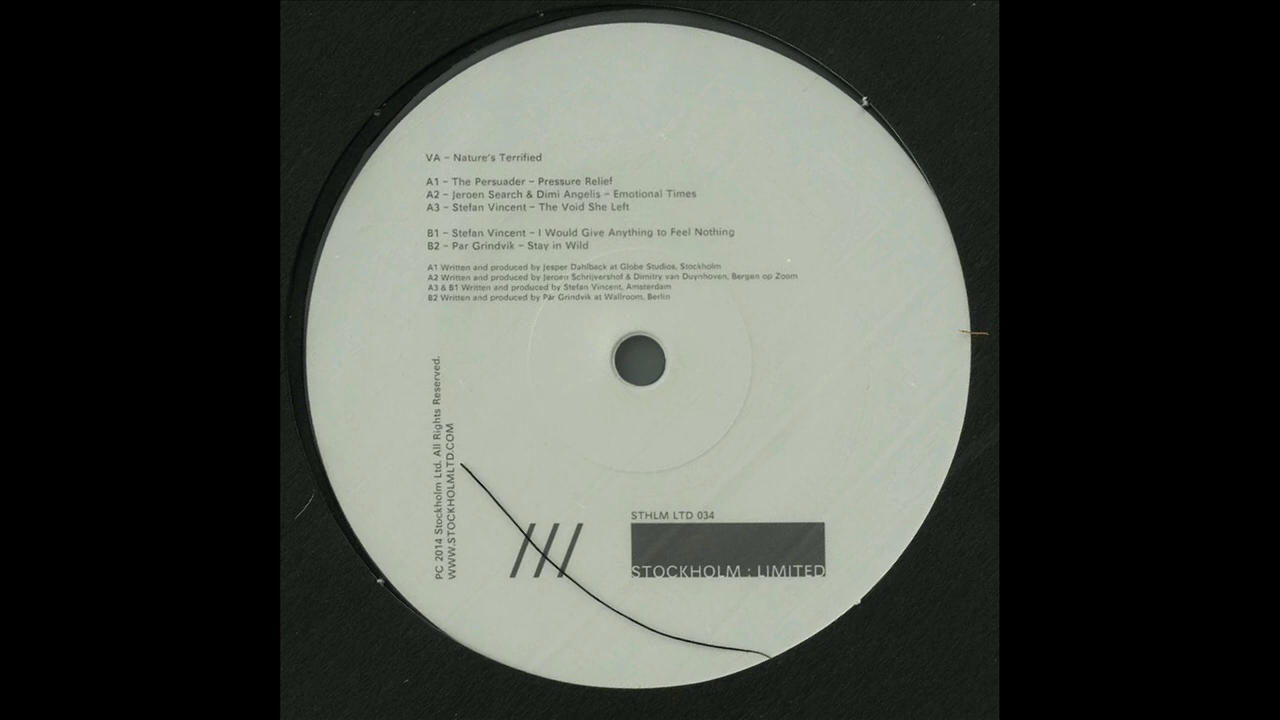 VA – Nature's Terrified
A1 – The Persuader – Pressure Relief
A2 – Jeroen Search & Dimi Angelis – Emotional Times
A3 – Stefan Vincent – The Void She Left
B1 – Stefan Vincent – I Would Give Anything to Feel Nothing
B2 – Par Grindvik – Stay in Wild
A1 Written and produced by Jesper Dahlback at Globe Studios, Stockholm
A2 Written and produced by Jeroen Schrijvershof & Dimitry van Duynhoven, Bergen op Zoom
A3 & B1 Written and produced by Stefan Vincent, Amsterdam
B2 Written and produced by Pär Grindvik at Wallroom, Berlin
PC 2014 Stockholm Ltd. All Rights Reserved.
WWW.STOCKHOLMLTD.COM
///
STHLM LTD 034
STOCKHOLM : LIMITED